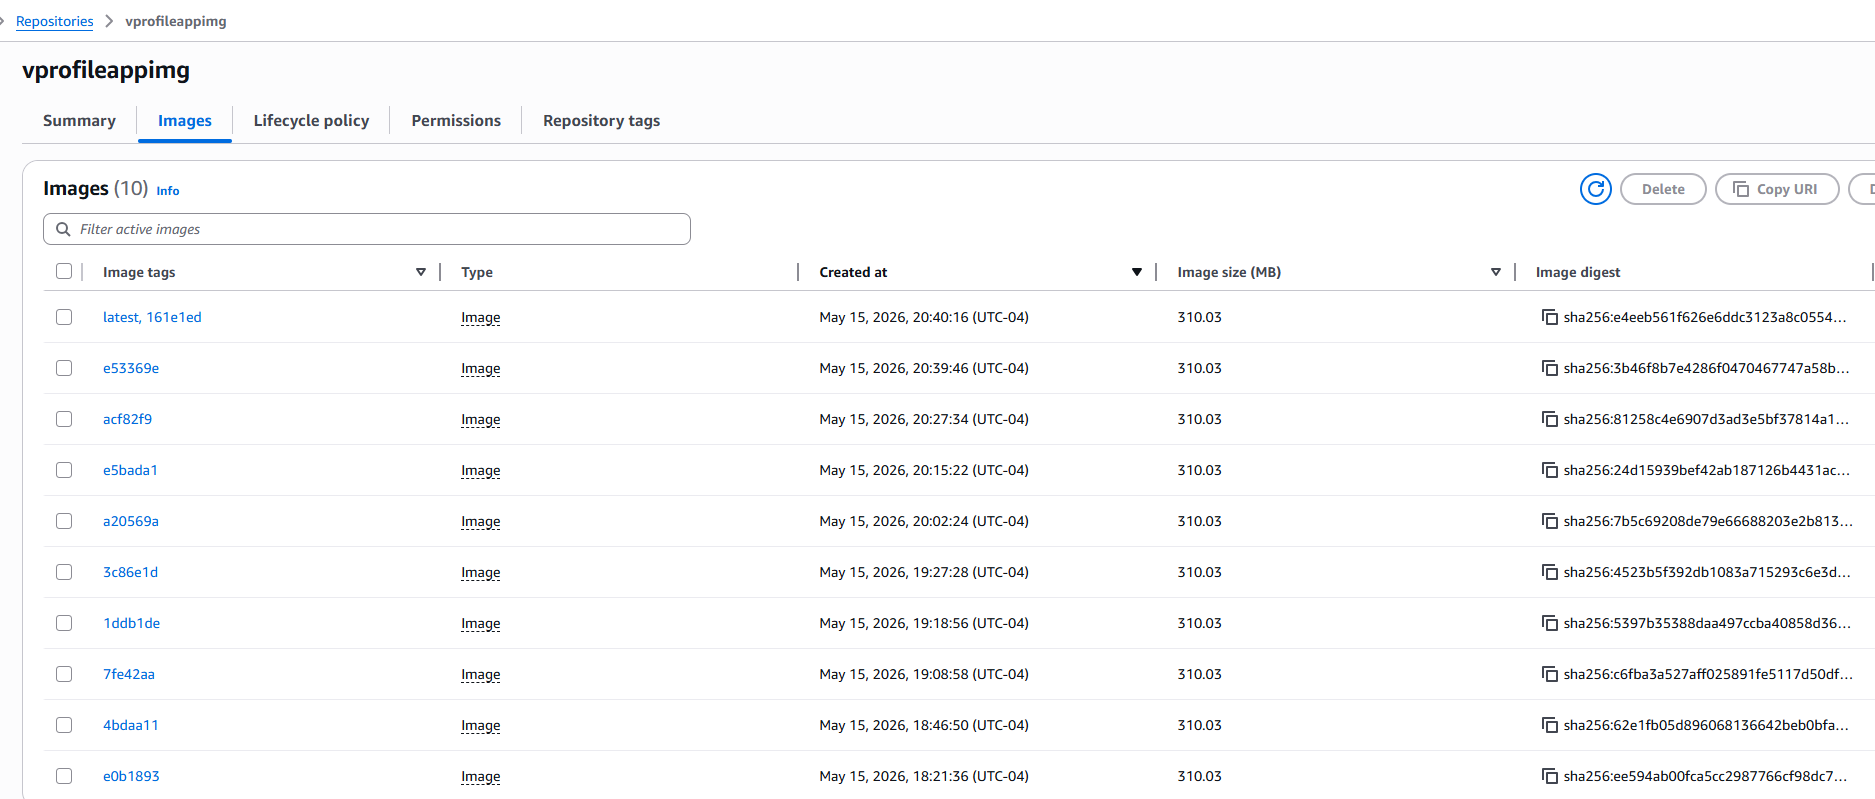 Repositories > vprofileappimg
vprofileappimg
Summary Images Lifecycle policy Permissions Repository tags
Images (10) Info
Delete Copy URI
Filter active images
Image tags Type Created at Image size (MB) Image digest
latest, 161e1ed Image May 15, 2026, 20:40:16 (UTC-04) 310.03 sha256:e4eeb561f626e6ddc3123a8c0554...
e53369e Image May 15, 2026, 20:39:46 (UTC-04) 310.03 sha256:3b46f8b7e4286f0470467747a58b...
acf82f9 Image May 15, 2026, 20:27:34 (UTC-04) 310.03 sha256:81258c4e6907d3ad3e5bf37814a1...
e5bada1 Image May 15, 2026, 20:15:22 (UTC-04) 310.03 sha256:24d15939bef42ab187126b4431ac...
a20569a Image May 15, 2026, 20:02:24 (UTC-04) 310.03 sha256:7b5c69208de79e66688203e2b813...
3c86e1d Image May 15, 2026, 19:27:28 (UTC-04) 310.03 sha256:4523b5f392db1083a715293c6e3d...
1ddb1de Image May 15, 2026, 19:18:56 (UTC-04) 310.03 sha256:5397b35388daa497ccba40858d36...
7fe42aa Image May 15, 2026, 19:08:58 (UTC-04) 310.03 sha256:c6fba3a527aff025891fe5117d50df...
4bdaa11 Image May 15, 2026, 18:46:50 (UTC-04) 310.03 sha256:62e1fb05d896068136642beb0bfa...
e0b1893 Image May 15, 2026, 18:21:36 (UTC-04) 310.03 sha256:ee594ab00fca5cc2987766cf98dc7...